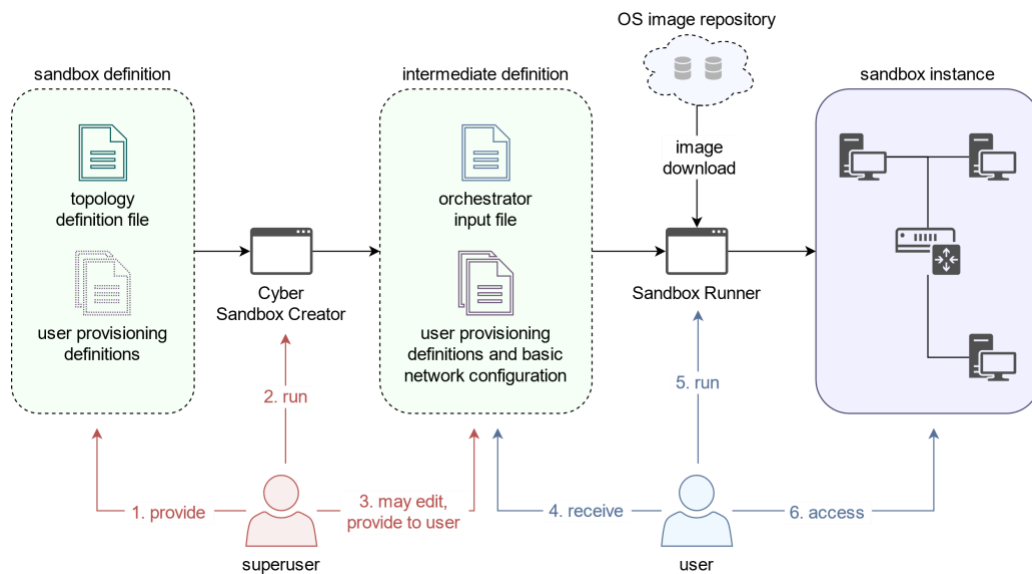 OS image repository
sandbox definition
intermediate definition
sandbox instance
topology
definition file
orchestrator
input file
image
download
Cyber
Sandbox Creator
Sandbox Runner
user provisioning
definitions
user provisioning
definitions and basic
network configuration
2. run
5. run
1. provide
3. may edit,
provide to user
4. receive
6. access
superuser
user